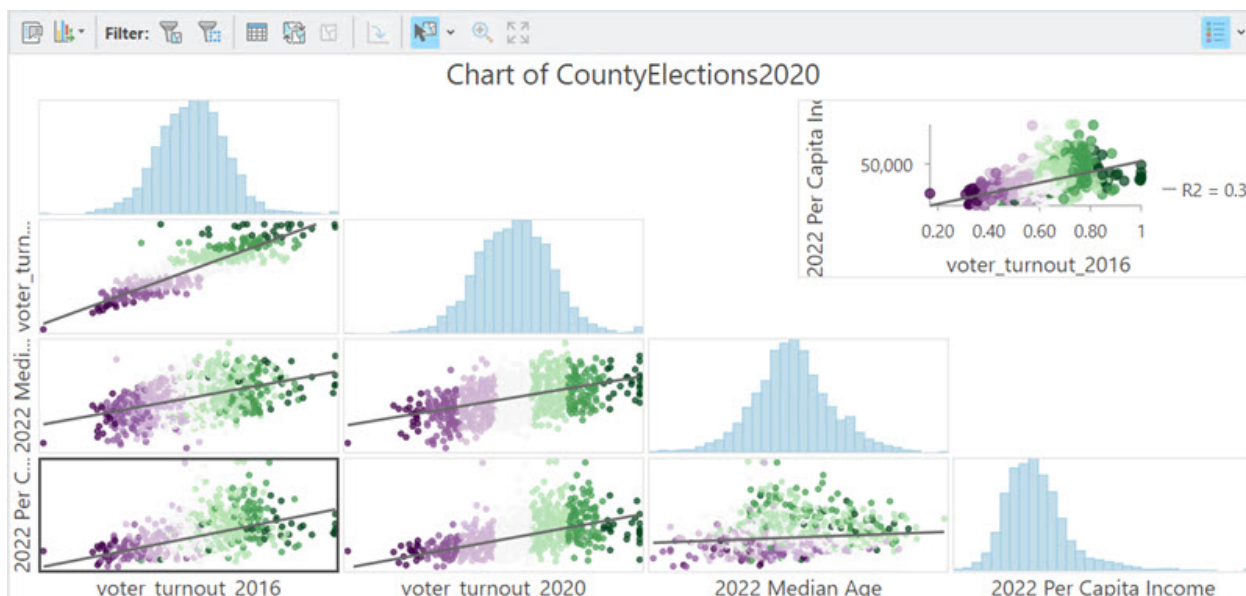 Filter:
Chart of CountyElections2020
2022 Per Capita Inc
50,000
R2 = 0.3
0.20 0.40 0.60 0.80 1
voter_turnout_2016
voter_turn...
2022 Medi...
2022 Per C...
voter_turnout_2016 voter_turnout_2020 2022 Median Age 2022 Per Capita Income